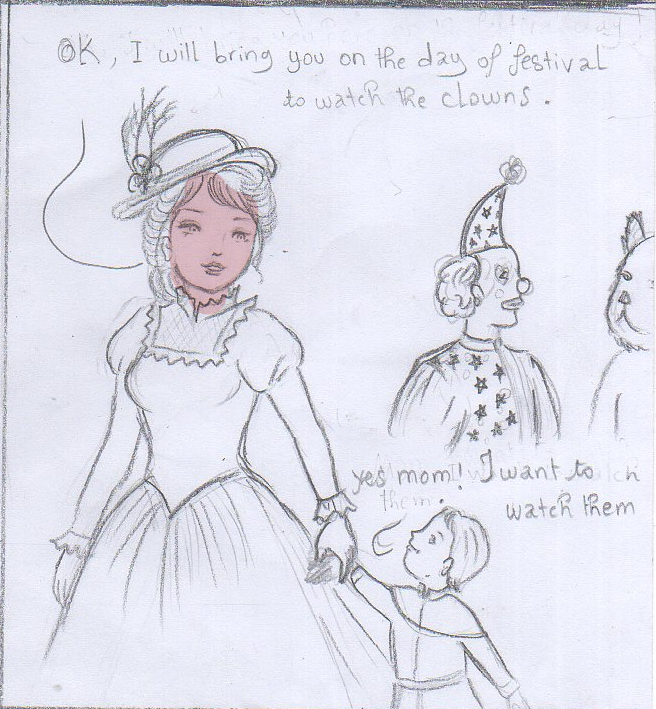 OK, I will bring you on the day of festival
to watch the clowns.
yes mom! I want to
watch them
them.